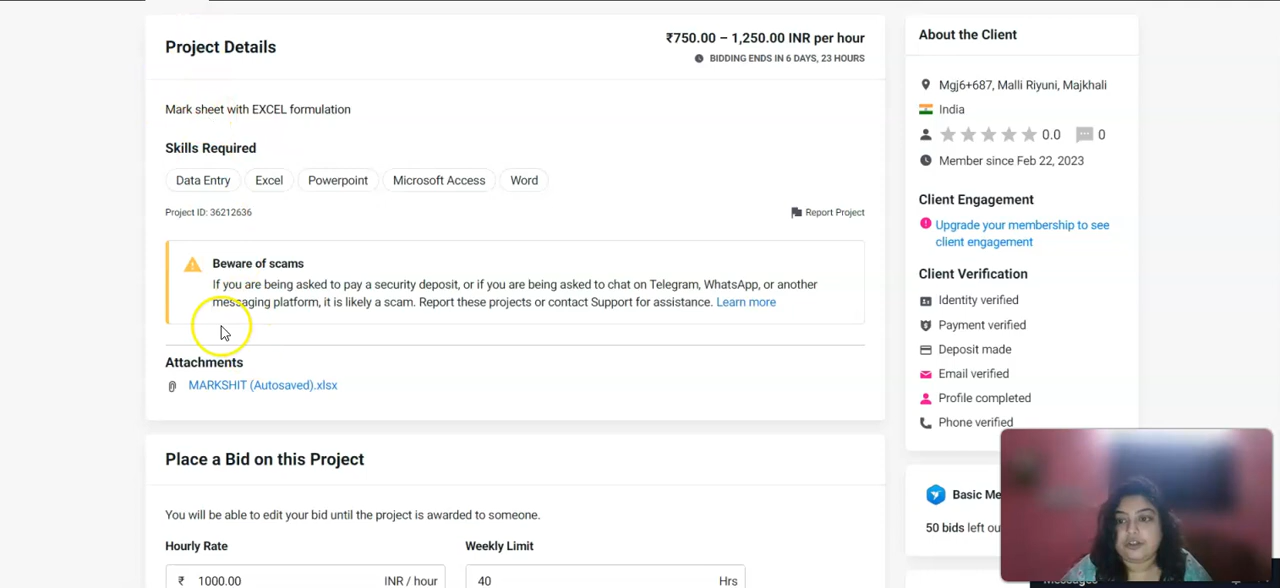 Project Details
₹750.00 – 1,250.00 INR per hour
BIDDING ENDS IN 6 DAYS, 23 HOURS
Mark sheet with EXCEL formulation
Skills Required
Data Entry
Excel
Powerpoint
Microsoft Access
Word
Project ID: 36212636
Report Project
Beware of scams
If you are being asked to pay a security deposit, or if you are being asked to chat on Telegram, WhatsApp, or another
messaging platform, it is likely a scam. Report these projects or contact Support for assistance. Learn more
Attachments
MARKSHIT (Autosaved).xlsx
Place a Bid on this Project
You will be able to edit your bid until the project is awarded to someone.
Hourly Rate
Weekly Limit
₹ 1000.00 INR / hour
40 Hrs
About the Client
Mgj6+687, Malli Riyuni, Majkhali
India
0.0
0
Member since Feb 22, 2023
Client Engagement
Upgrade your membership to see
client engagement
Client Verification
Identity verified
Payment verified
Deposit made
Email verified
Profile completed
Phone verified
Basic Me
50 bids left ou